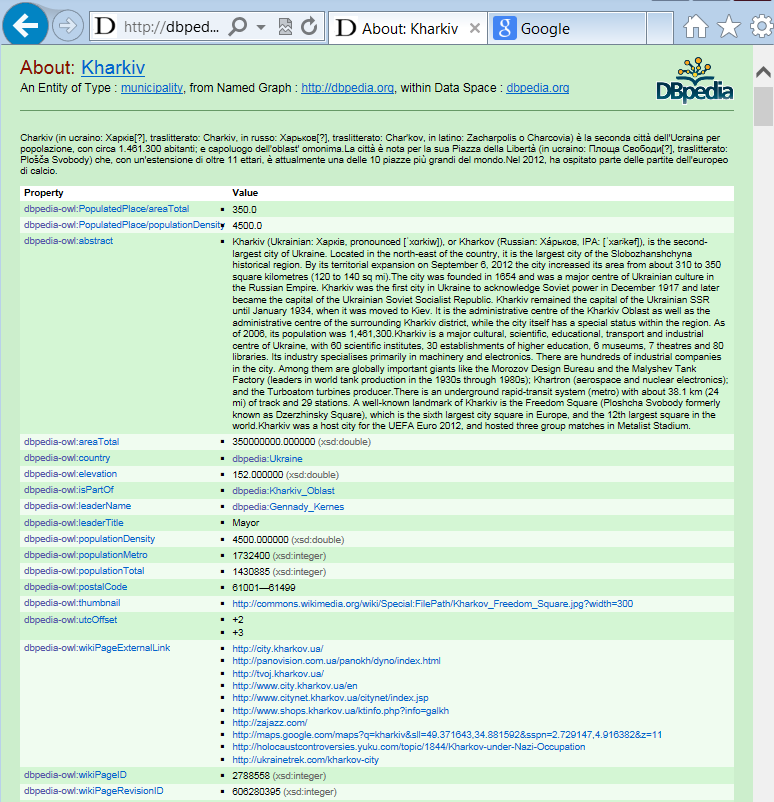 D http://dbped...
D About: Kharkiv
Google
About: Kharkiv
An Entity of Type : municipality, from Named Graph : http://dbpedia.org, within Data Space : dbpedia.org
DBpedia
Charkiv (in ucraino: Харкiв[?], traslitterato: Charkiv, in russo: Харьков[?], traslitterato: Char'kov, in latino: Zacharpolis o Charcovia) è la seconda città dell'Ucraina per
popolazione, con circa 1.461.300 abitanti; e capoluogo dell'oblast' omonima.La città è nota per la sua Piazza della Libertà (in ucraino: Площа Свободи[?], traslitterato:
Plošča Svobody) che, con un'estensione di oltre 11 ettari, è attualmente una delle 10 piazze più grandi del mondo.Nel 2012, ha ospitato parte delle partite dell'europeo
di calcio.
Property Value
dbpedia-owl:PopulatedPlace/areaTotal 350.0
dbpedia-owl:PopulatedPlace/populationDensity 4500.0
dbpedia-owl:abstract Kharkiv (Ukrainian: Харків, pronounced [ˈxɑrkiw]), or Kharkov (Russian: Ха́рьков, IPA: [ˈxarʲkəf]), is the second-
largest city of Ukraine. Located in the north-east of the country, it is the largest city of the Slobozhanshchyna
historical region. By its territorial expansion on September 6, 2012 the city increased its area from about 310 to 350
square kilometres (120 to 140 sq mi).The city was founded in 1654 and was a major centre of Ukrainian culture in
the Russian Empire. Kharkiv was the first city in Ukraine to acknowledge Soviet power in December 1917 and later
became the capital of the Ukrainian Soviet Socialist Republic. Kharkiv remained the capital of the Ukrainian SSR
until January 1934, when it was moved to Kiev. It is the administrative centre of the Kharkiv Oblast as well as the
administrative centre of the surrounding Kharkiv district, while the city itself has a special status within the region. As
of 2006, its population was 1,461,300.Kharkiv is a major cultural, scientific, educational, transport and industrial
centre of Ukraine, with 60 scientific institutes, 30 establishments of higher education, 6 museums, 7 theatres and 80
libraries. Its industry specialises primarily in machinery and electronics. There are hundreds of industrial companies
in the city. Among them are globally important giants like the Morozov Design Bureau and the Malyshev Tank
Factory (leaders in world tank production in the 1930s through 1980s); Khartron (aerospace and nuclear electronics);
and the Turboatom turbines producer.There is an underground rapid-transit system (metro) with about 38.1 km (24
mi) of track and 29 stations. A well-known landmark of Kharkiv is the Freedom Square (Ploshcha Svobody formerly
known as Dzerzhinsky Square), which is the sixth largest city square in Europe, and the 12th largest square in the
world.Kharkiv was a host city for the UEFA Euro 2012, and hosted three group matches in Metalist Stadium.
dbpedia-owl:areaTotal 350000000.000000 (xsd:double)
dbpedia-owl:country dbpedia:Ukraine
dbpedia-owl:elevation 152.000000 (xsd:double)
dbpedia-owl:isPartOf dbpedia:Kharkiv_Oblast
dbpedia-owl:leaderName dbpedia:Gennady_Kernes
dbpedia-owl:leaderTitle Mayor
dbpedia-owl:populationDensity 4500.000000 (xsd:double)
dbpedia-owl:populationMetro 1732400 (xsd:integer)
dbpedia-owl:populationTotal 1430885 (xsd:integer)
dbpedia-owl:postalCode 61001—61499
dbpedia-owl:thumbnail http://commons.wikimedia.org/wiki/Special:FilePath/Kharkov_Freedom_Square.jpg?width=300
dbpedia-owl:utcOffset +2
+3
dbpedia-owl:wikiPageExternalLink http://city.kharkov.ua/
http://panovision.com.ua/panokh/dyno/index.html
http://tvoj.kharkov.ua/
http://www.city.kharkov.ua/en
http://www.citynet.kharkov.ua/citynet/index.jsp
http://www.shops.kharkov.ua/ktinfo.php?info=galkh
http://zajazz.com/
http://maps.google.com/maps?q=kharkiv&sll=49.371643,34.881592&sspn=2.729147,4.916382&z=11
http://holocaustcontroversies.yuku.com/topic/1844/Kharkov-under-Nazi-Occupation
http://ukrainetrek.com/kharkov-city
dbpedia-owl:wikiPageID 2788558 (xsd:integer)
dbpedia-owl:wikiPageRevisionID 606280395 (xsd:integer)